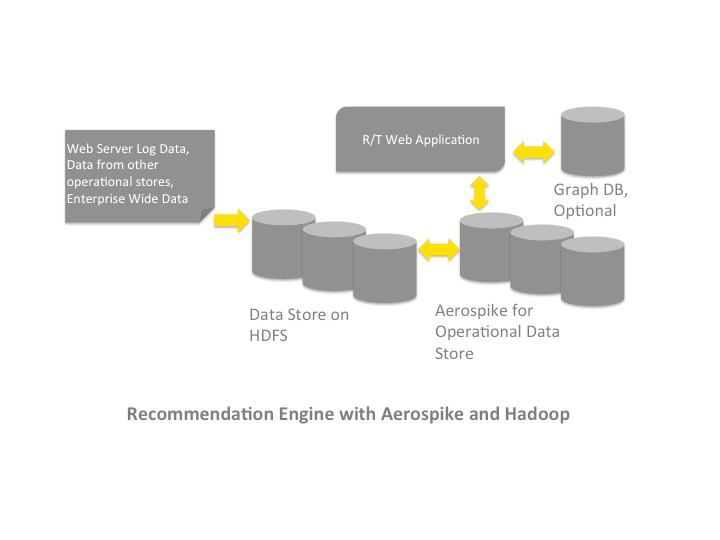 Web Server Log Data,
Data from other
operational stores,
Enterprise Wide Data
R/T Web Application
Graph DB,
Optional
Data Store on
HDFS
Aerospike for
Operational Data
Store
Recommendation Engine with Aerospike and Hadoop